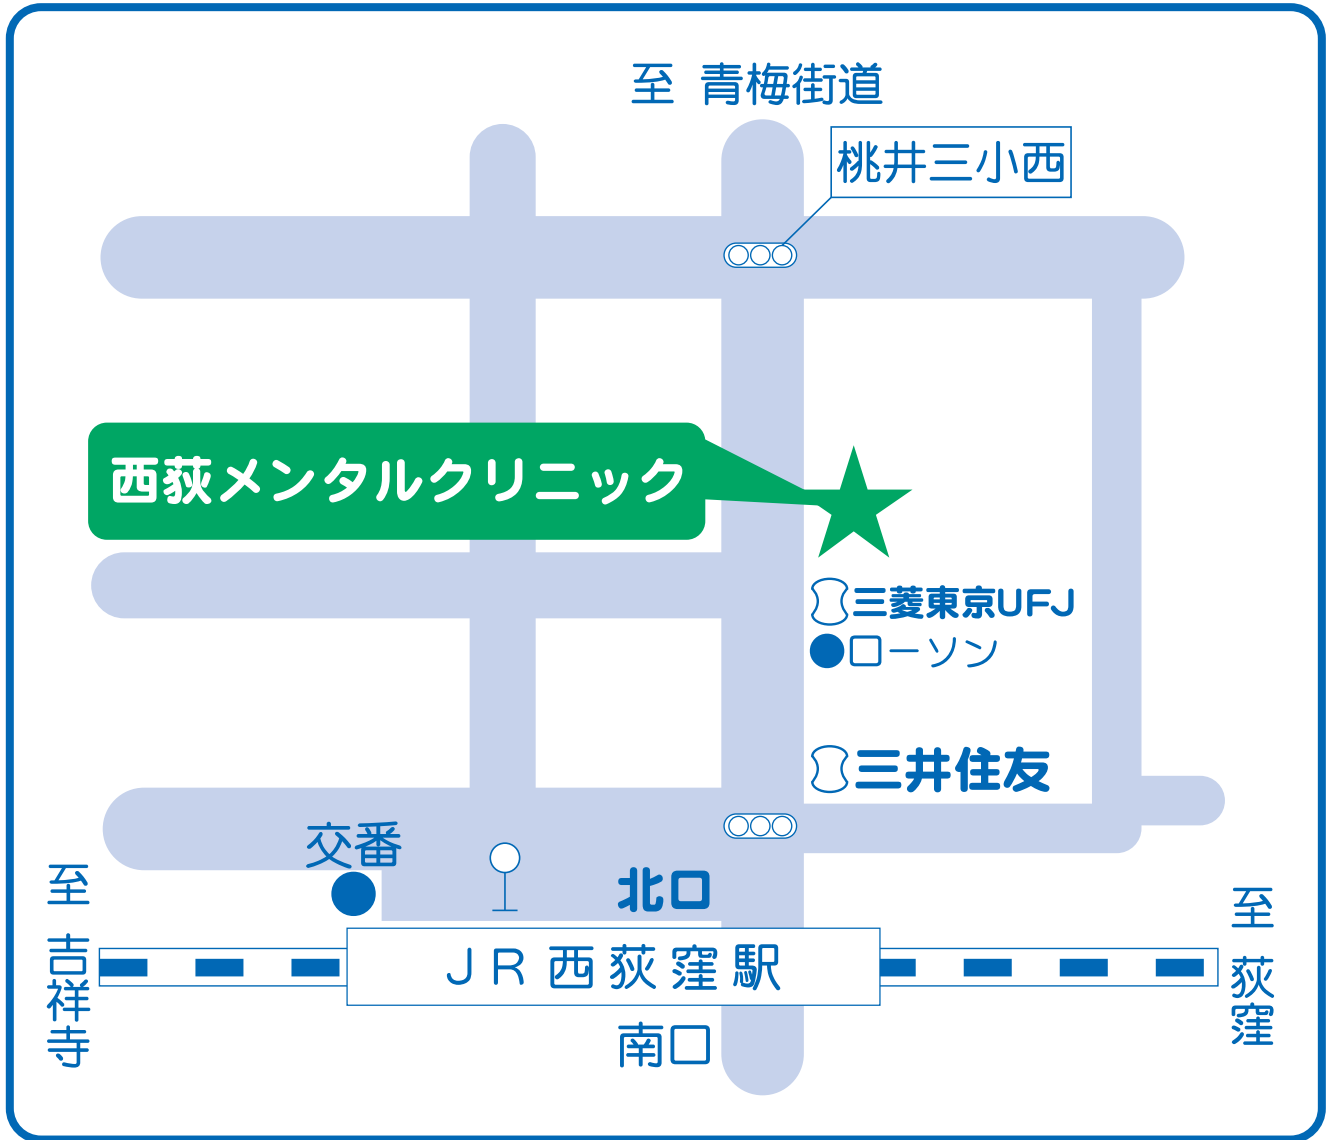 至 青梅街道
桃井三小西
西荻メンタルクリニック
三菱東京UFJ
ローソン
三井住友
交番
北口
至 吉祥寺
JR西荻窪駅
至 荻窪
南口